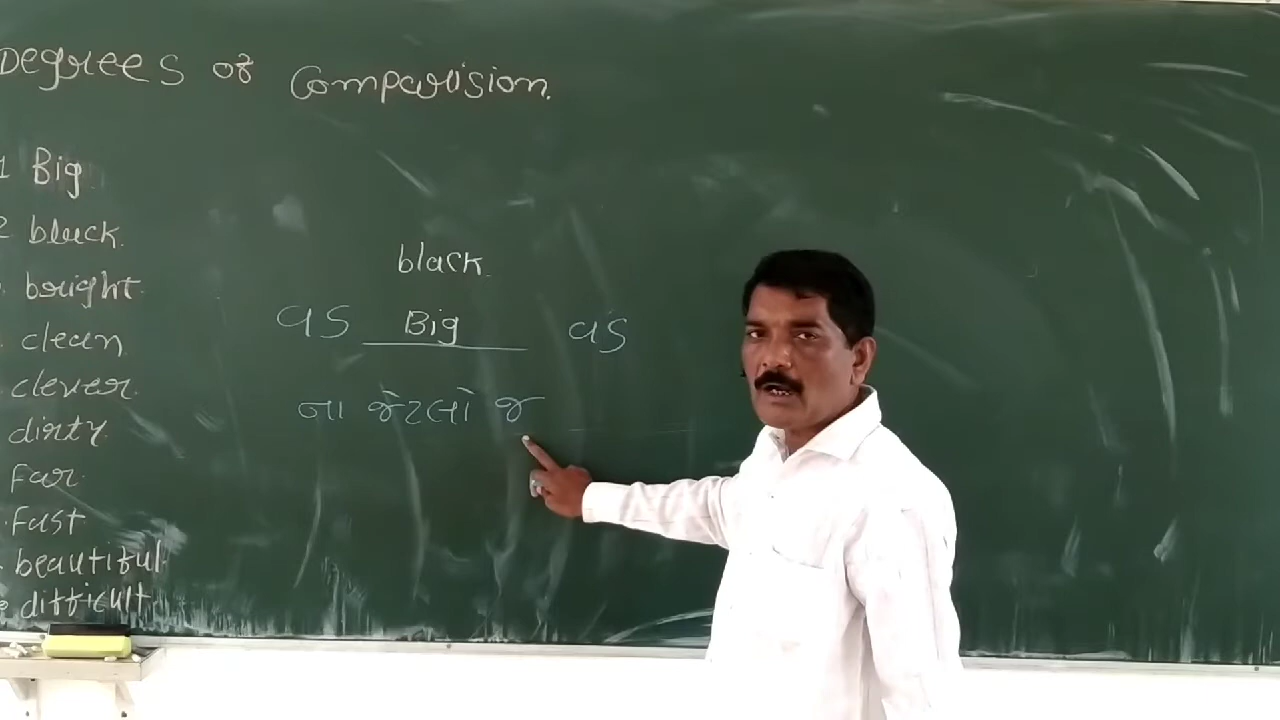 Degrees of Comparision.
1 Big
2 black.
bright.
clean
clever.
dirty.
Far.
Fast
beautiful.
difficult
black.
as Big as
ના જેટલો જ